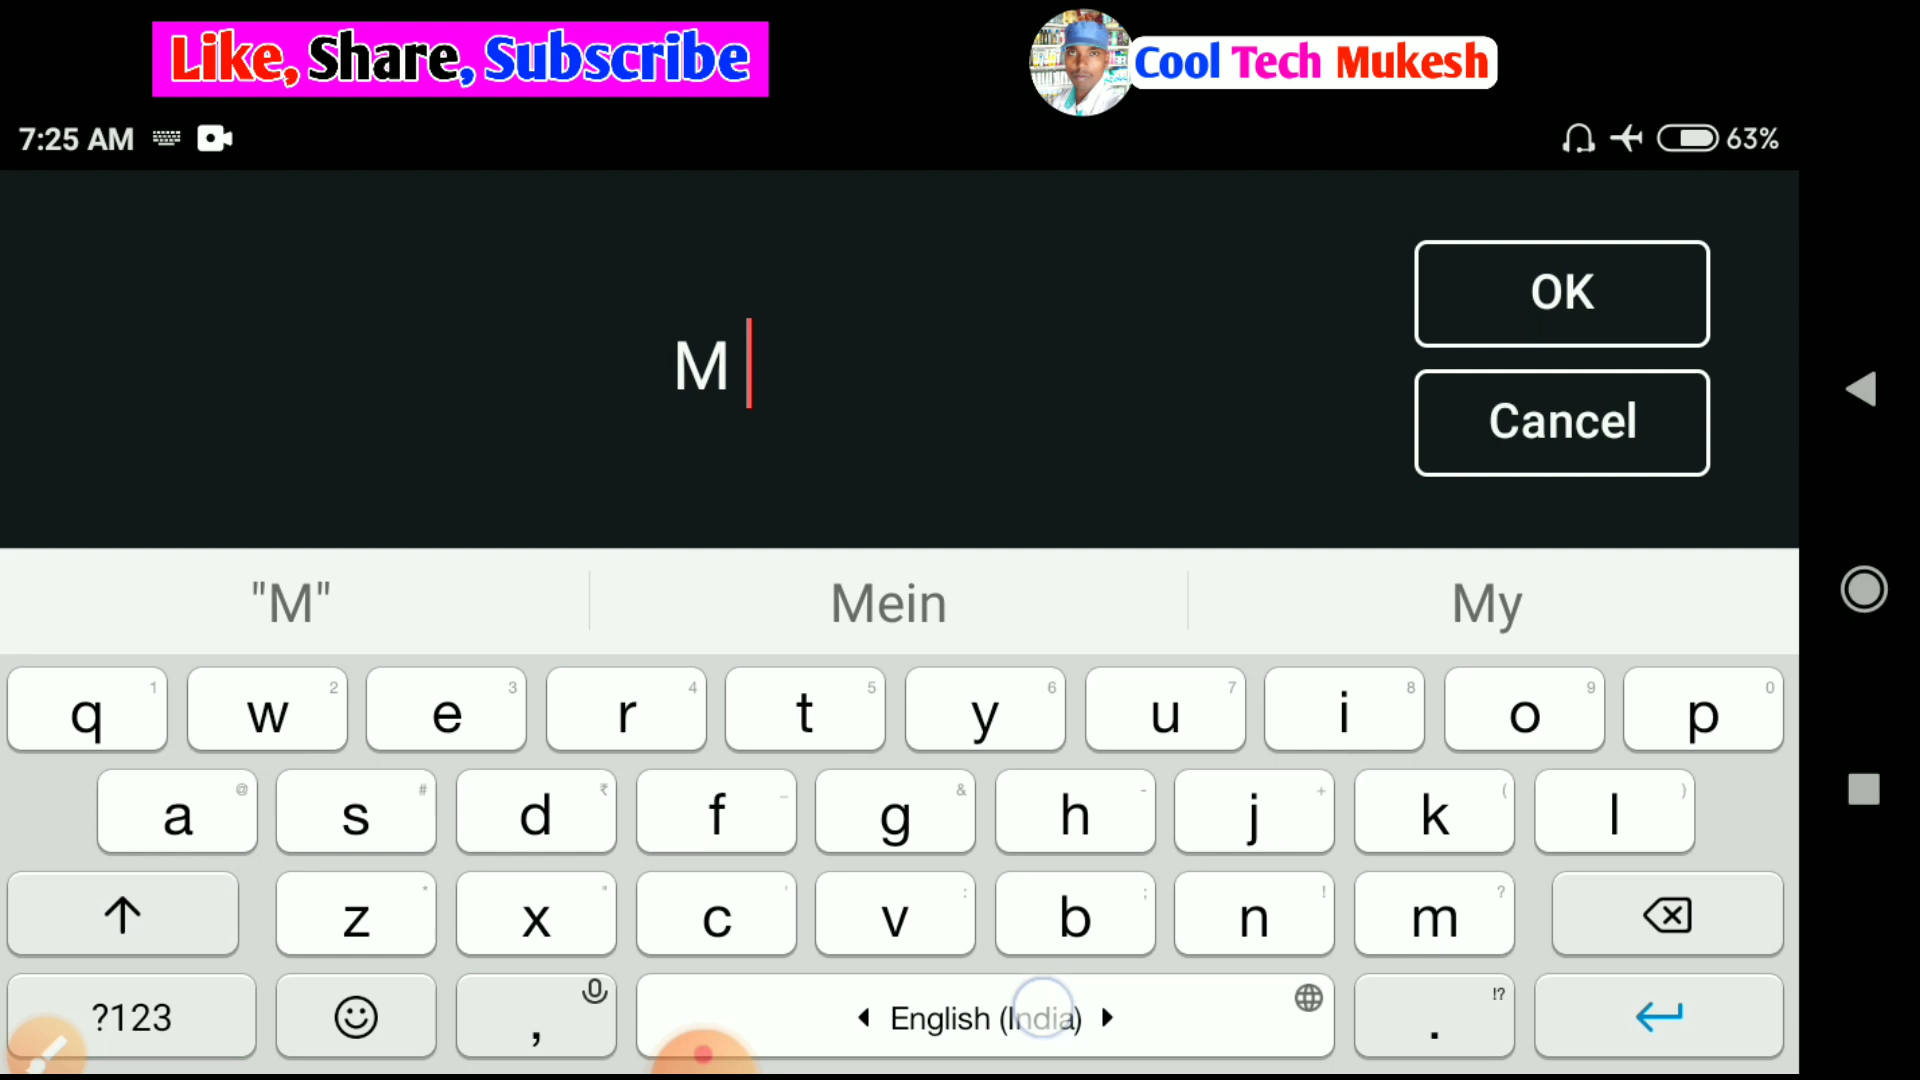 Like, Share, Subscribe
Cool Tech Mukesh
7:25 AM
63%
OK
M
Cancel
"M" Mein My
q 1 w 2 e 3 r 4 t 5 y 6 u 7 i 8 o 9 p 0
a @ s # d ₹ f _ g & h - j + k ( l )
z * x " c ' v : b ; n ! m ?
?123 , English (India) . !?